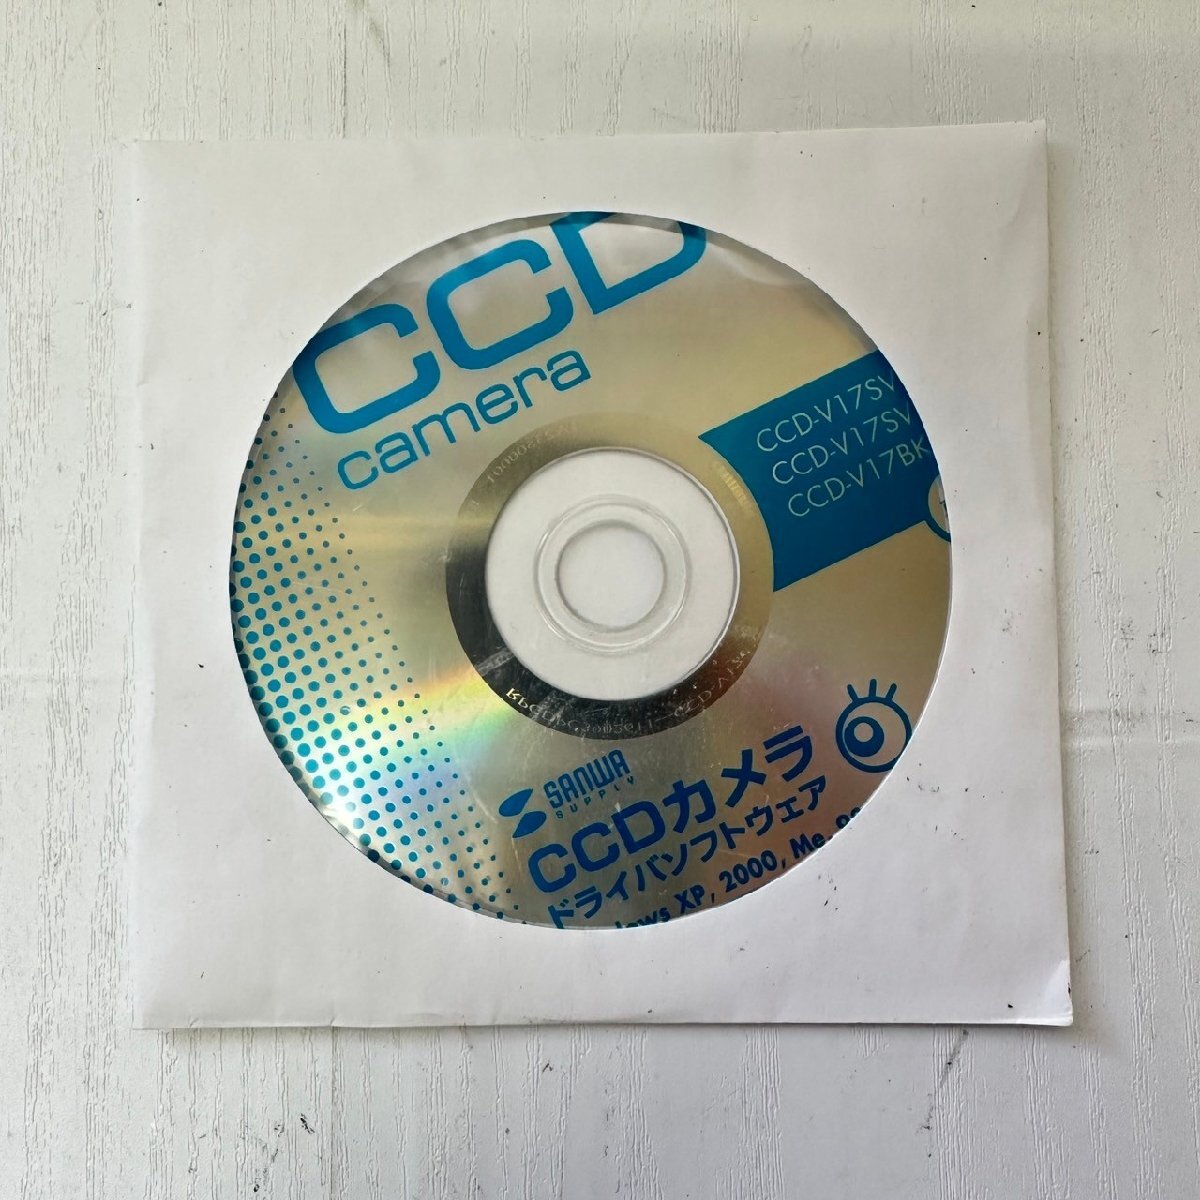 CCD
camera
CCD-V17SV
CCD-V17SV
CCD-V17BK
SANWA
SUPPLY
CCDカメラ
ドライバソフトウェア
XP, 2000, Me,